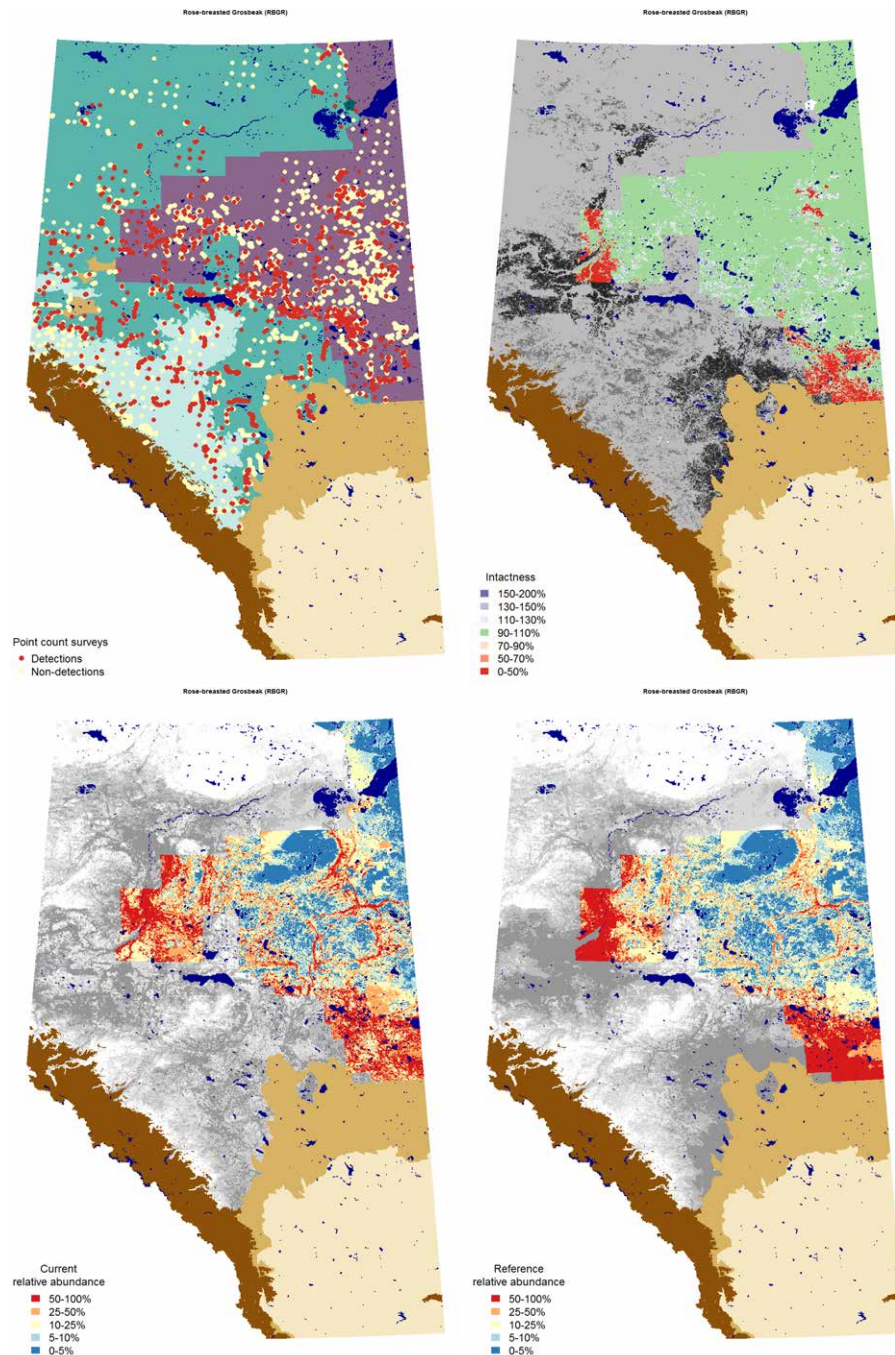 Rose-breasted Grosbeak (RBGR)
Point count surveys
Detections
Non-detections
Rose-breasted Grosbeak (RBGR)
Intactness
150-200%
130-150%
110-130%
90-110%
70-90%
50-70%
0-50%
Rose-breasted Grosbeak (RBGR)
Current
relative abundance
50-100%
25-50%
10-25%
5-10%
0-5%
Rose-breasted Grosbeak (RBGR)
Reference
relative abundance
50-100%
25-50%
10-25%
5-10%
0-5%